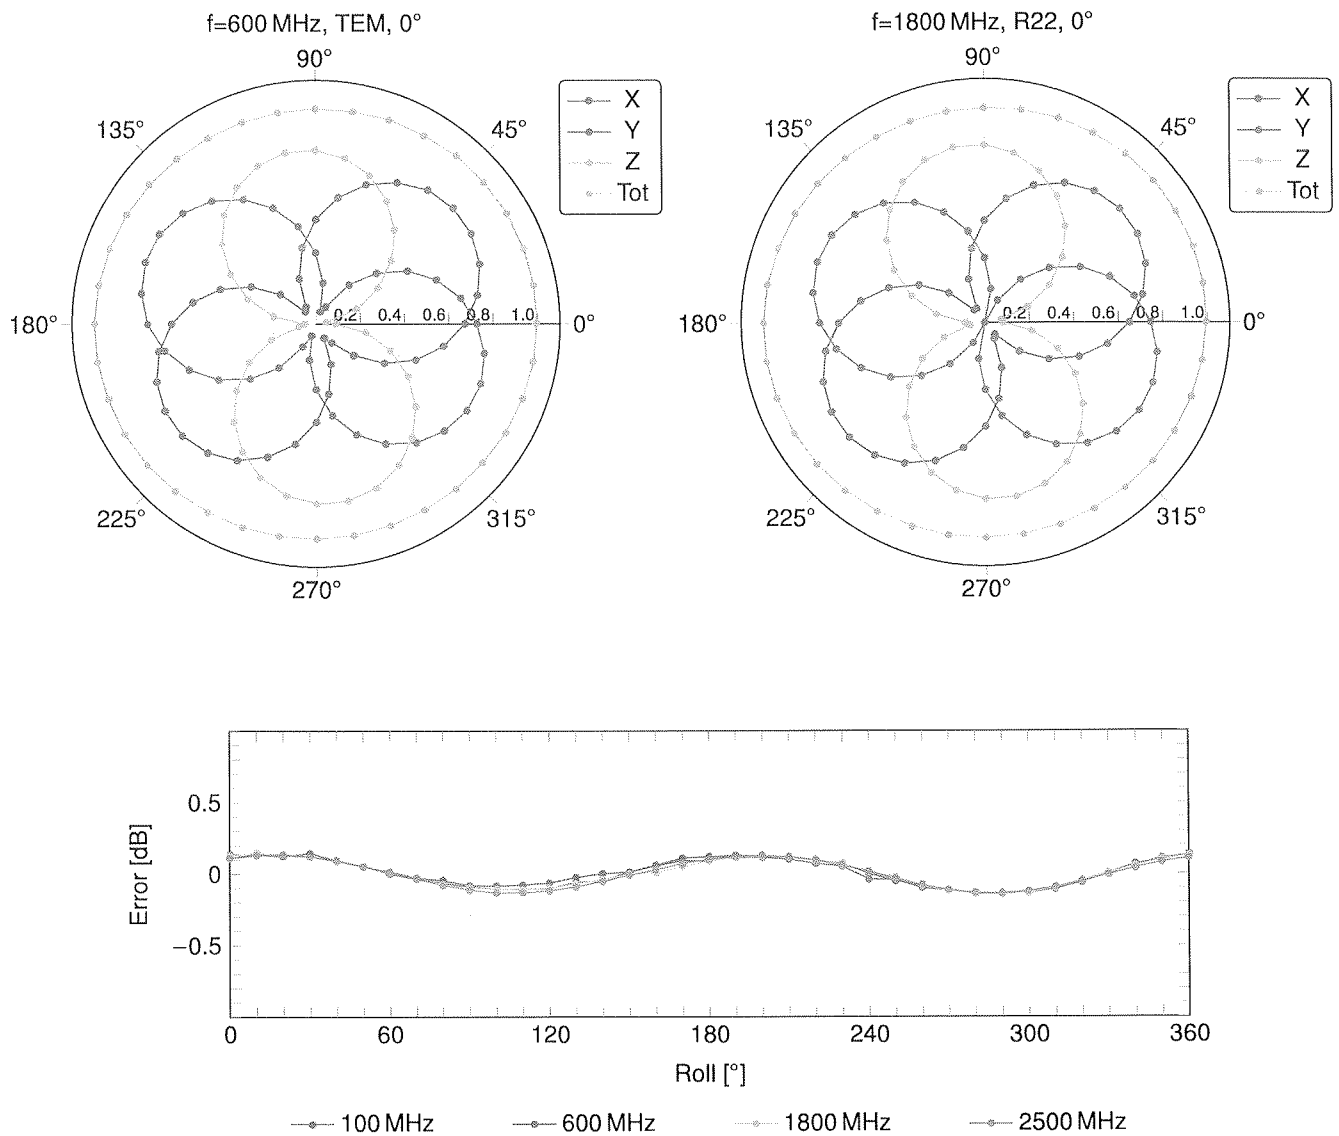 f=600 MHz, TEM, 0°
90°
135°
45°
X
Y
Z
Tot
180°
0.2
0.4
0.6
0.8
1.0
0°
225°
315°
270°
f=1800 MHz, R22, 0°
90°
135°
45°
X
Y
Z
Tot
180°
0.2
0.4
0.6
0.8
1.0
0°
225°
315°
270°
Error [dB]
0.5
0
−0.5
0
60
120
180
240
300
360
Roll [°]
100 MHz
600 MHz
1800 MHz
2500 MHz